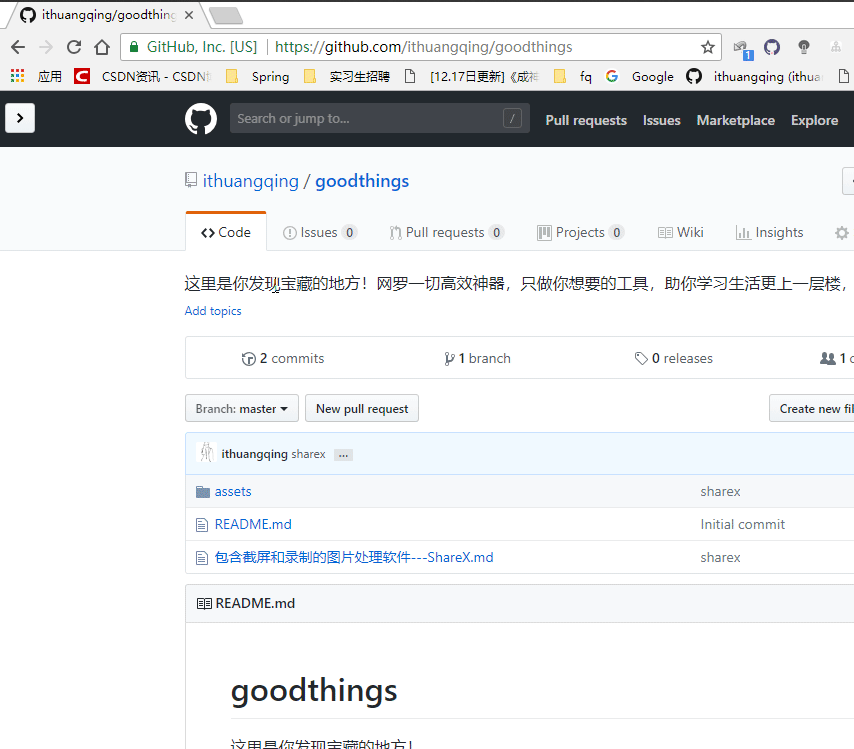 ithuangqing/goodthing
GitHub, Inc. [US] https://github.com/ithuangqing/goodthings
应用 CSDN资讯 - CSDN Spring 实习生招聘 [12.17日更新]《成神 fq Google ithuangqing (ithua
Search or jump to... / Pull requests Issues Marketplace Explore
ithuangqing / goodthings
Code Issues 0 Pull requests 0 Projects 0 Wiki Insights
这里是你发现宝藏的地方！网罗一切高效神器，只做你想要的工具，助你学习生活更上一层楼，
Add topics
2 commits 1 branch 0 releases 1 c
Branch: master New pull request Create new fil
ithuangqing sharex ...
assets sharex
README.md Initial commit
包含截屏和录制的图片处理软件---ShareX.md sharex
README.md
goodthings
这里是你发现宝藏的地方！